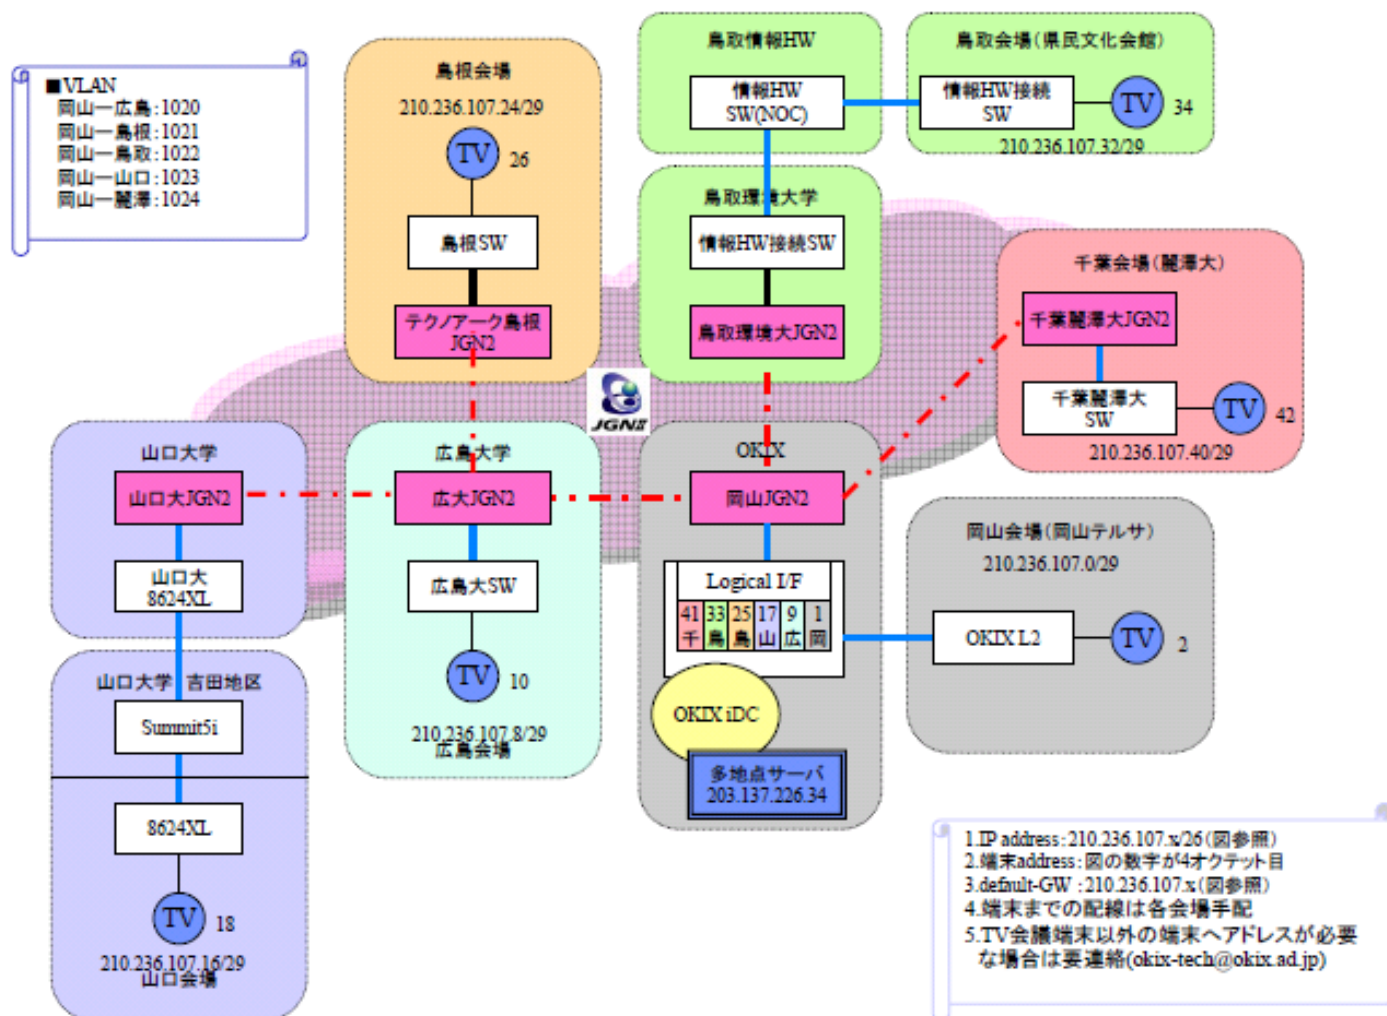 ■VLAN
岡山ー広島:1020
岡山ー島根:1021
岡山ー鳥取:1022
岡山ー山口:1023
岡山ー麗澤:1024
島根会場
210.236.107.24/29
TV
26
島根SW
テクノアーク島根
JGN2
鳥取情報HW
情報HW
SW(NOC)
鳥取会場(県民文化会館)
情報HW接続
SW
TV
34
210.236.107.32/29
鳥取環境大学
情報HW接続SW
鳥取環境大JGN2
千葉会場(麗澤大)
千葉麗澤大JGN2
千葉麗澤大
SW
TV
42
210.236.107.40/29
JGNⅡ
山口大学
山口大JGN2
山口大
8624XL
広島大学
広大JGN2
広島大SW
TV
10
210.236.107.8/29
広島会場
OKIX
岡山JGN2
Logical I/F
41 33 25 17 9 1
千 鳥 島 山 広 岡
OKIX iDC
多地点サーバ
203.137.226.34
岡山会場(岡山テルサ)
210.236.107.0/29
OKIX L2
TV
2
山口大学 吉田地区
Summit5i
8624XL
TV
18
210.236.107.16/29
山口会場
1.IP address:210.236.107.x/26(図参照)
2.端末address:図の数字が4オクテット目
3.default-GW :210.236.107.x(図参照)
4.端末までの配線は各会場手配
5.TV会議端末以外の端末へアドレスが必要
な場合は要連絡(okix-tech@okix.ad.jp)